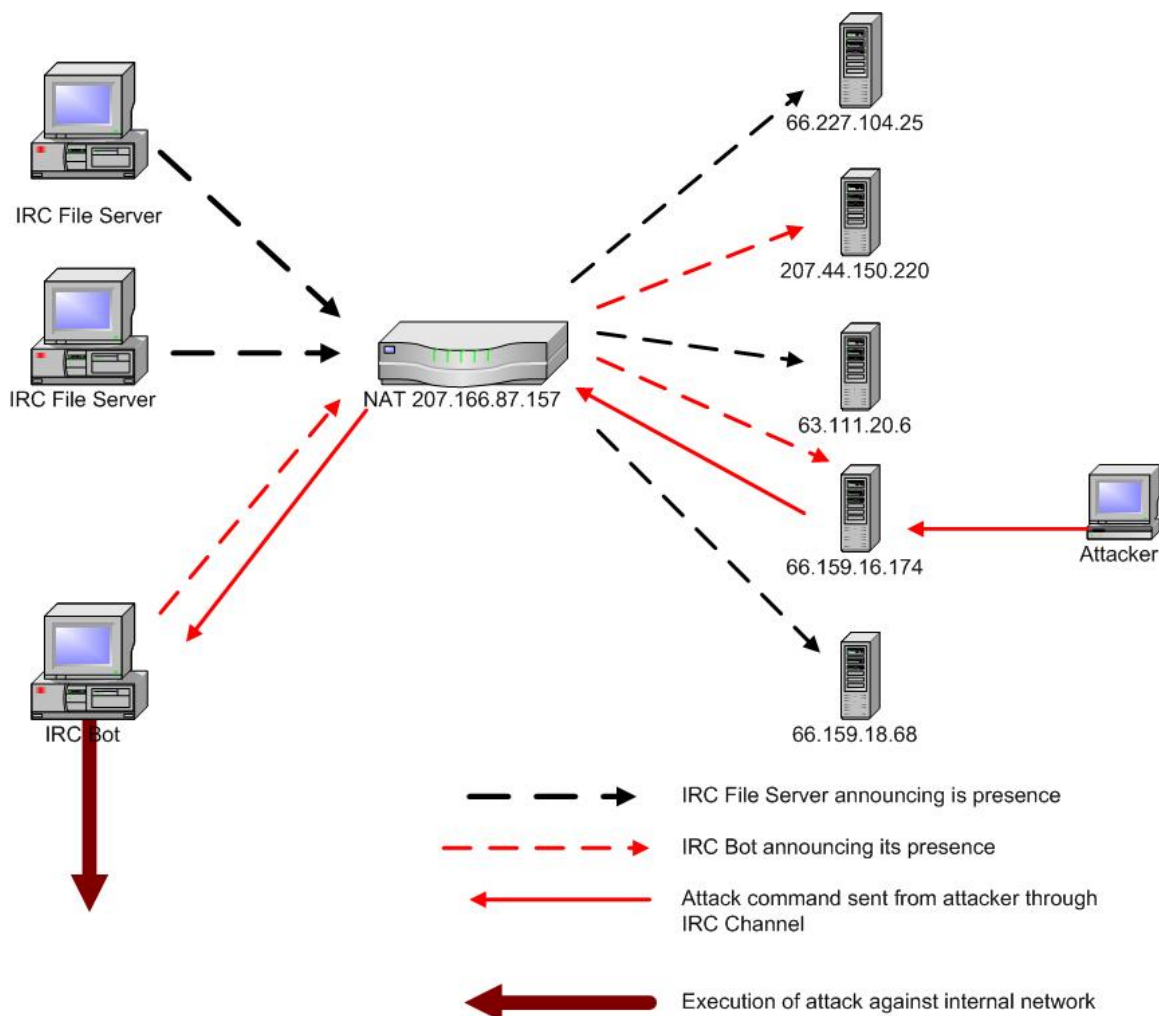 66.227.104.25
IRC File Server
207.44.150.220
IRC File Server
NAT 207.166.87.157
63.111.20.6
66.159.16.174
Attacker
IRC Bot
66.159.18.68
IRC File Server announcing is presence
IRC Bot announcing its presence
Attack command sent from attacker through
IRC Channel
Execution of attack against internal network